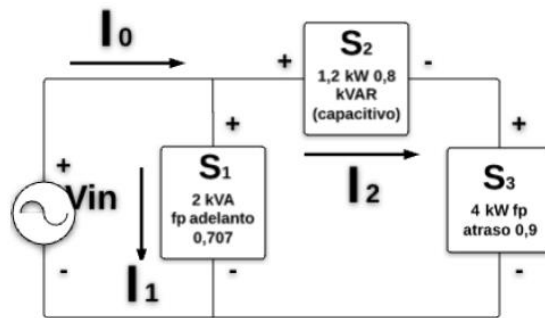 I0
+
S2
1,2 kW 0,8
kVAR
(capacitivo)
-
+
Vin
-
+
S1
2 kVA
fp adelanto
0,707
-
I1
I2
+
S3
4 kW fp
atraso 0,9
-